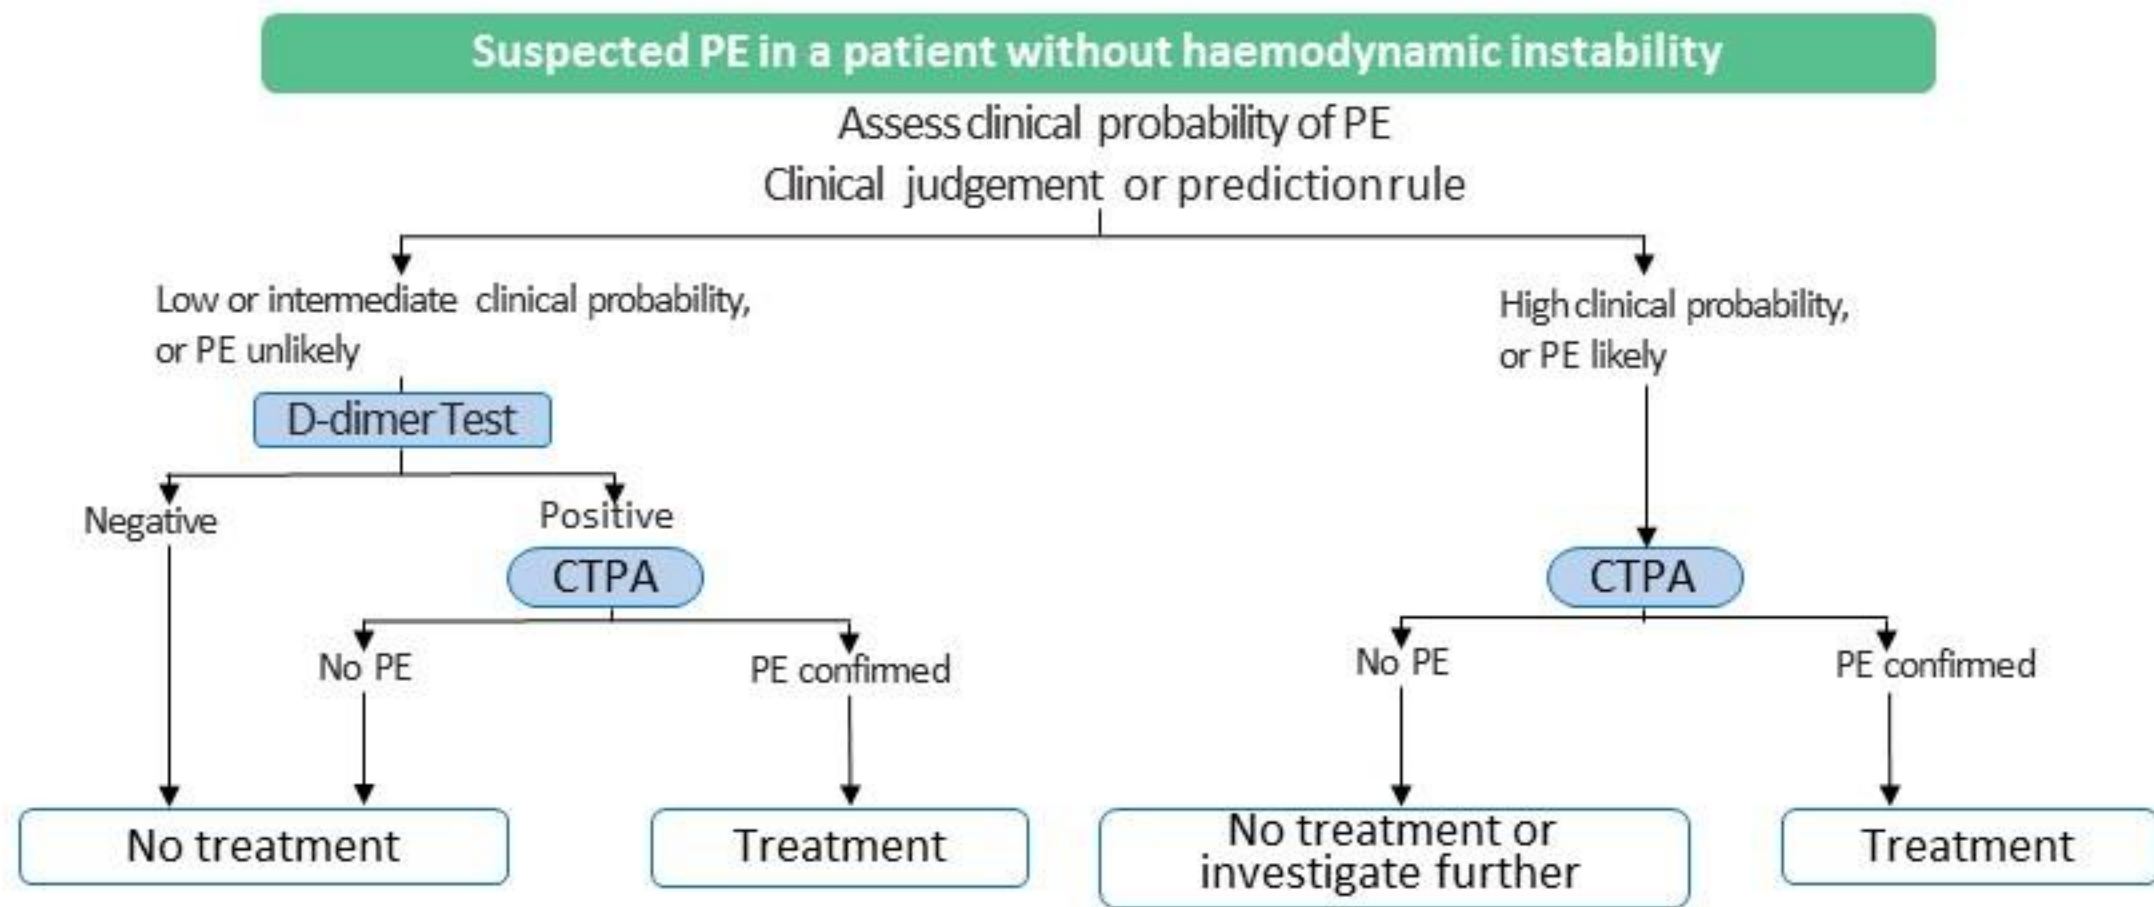 Suspected PE in a patient without haemodynamic instability
Assess clinical probability of PE
Clinical judgement or prediction rule
Low or intermediate clinical probability,
or PE unlikely
High clinical probability,
or PE likely
D-dimer Test
Negative
Positive
CTPA
CTPA
No PE
PE confirmed
No PE
PE confirmed
No treatment
Treatment
No treatment or
investigate further
Treatment